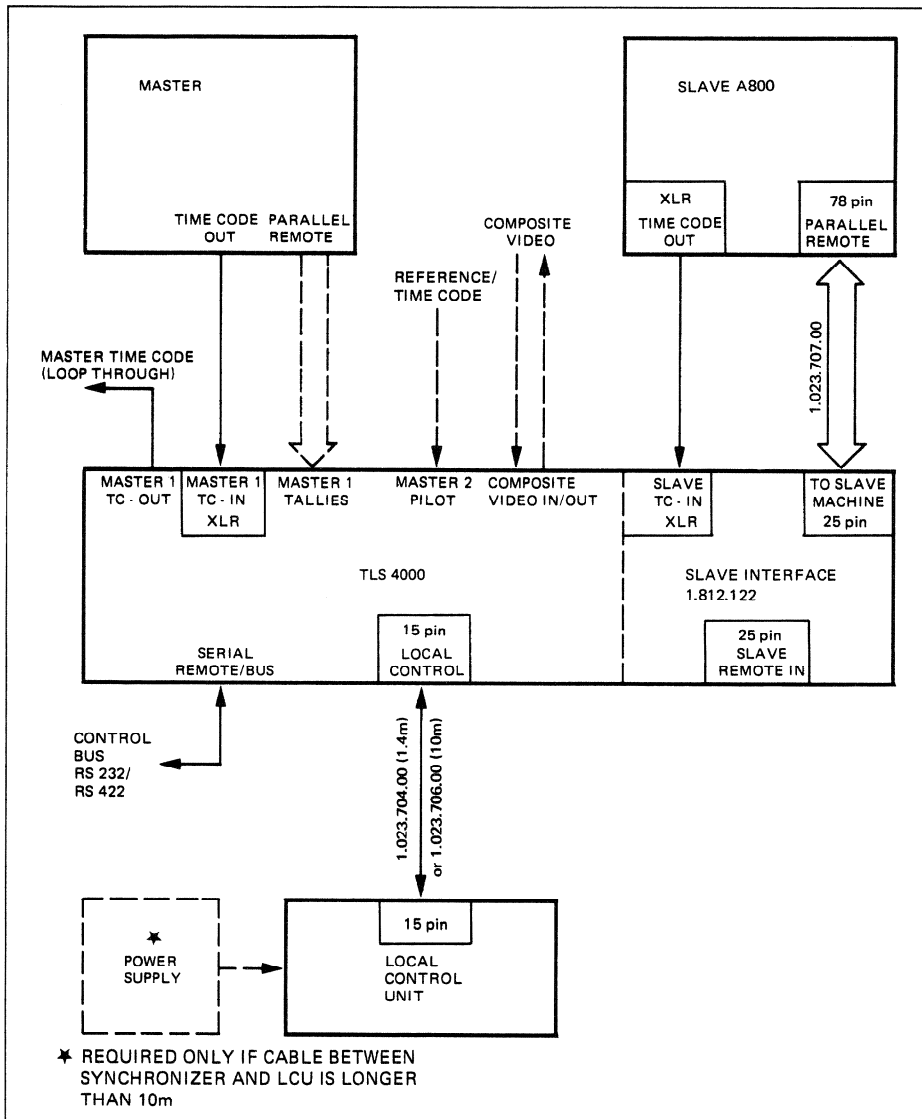 MASTER
SLAVE A800
TIME CODE
OUT
PARALLEL
REMOTE
XLR
TIME CODE
OUT
78 pin
PARALLEL
REMOTE
COMPOSITE
VIDEO
REFERENCE/
TIME CODE
MASTER TIME CODE
(LOOP THROUGH)
1.023.707.00
MASTER 1
TC - OUT
MASTER 1
TC - IN
XLR
MASTER 1
TALLIES
MASTER 2
PILOT
COMPOSITE
VIDEO IN/OUT
SLAVE
TC - IN
XLR
TO SLAVE
MACHINE
25 pin
TLS 4000
SLAVE INTERFACE
1.812.122
SERIAL
REMOTE/BUS
15 pin
LOCAL
CONTROL
25 pin
SLAVE
REMOTE IN
CONTROL
BUS
RS 232/
RS 422
1.023.704.00 (1.4m)
or 1.023.706.00 (10m)
★
POWER
SUPPLY
15 pin
LOCAL
CONTROL
UNIT
★ REQUIRED ONLY IF CABLE BETWEEN
SYNCHRONIZER AND LCU IS LONGER
THAN 10m